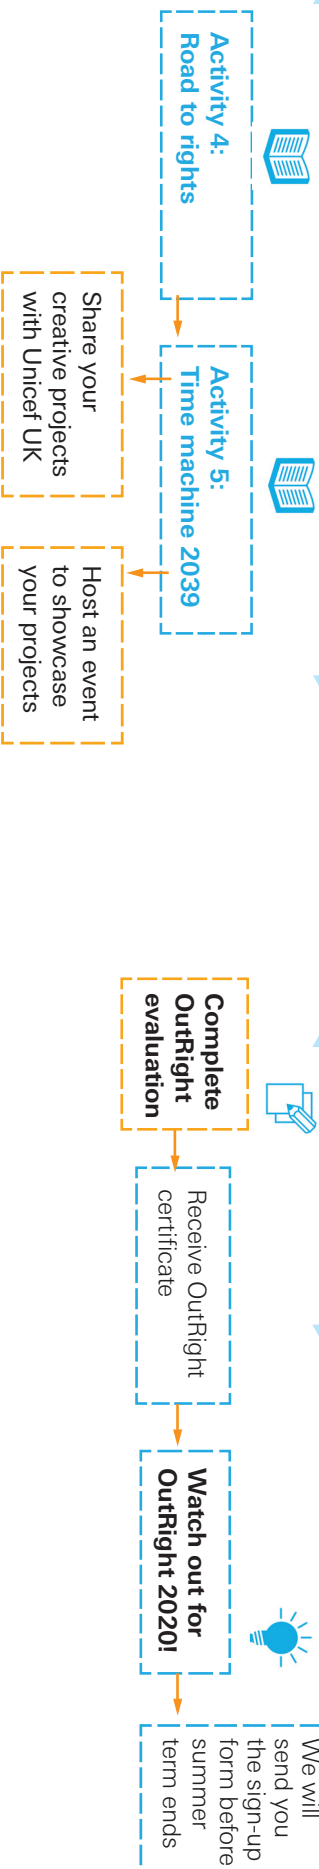 Activity 4:
Road to rights
Activity 5:
Time machine 2039
Share your
creative projects
with Unicef UK
Host an event
to showcase
your projects
Complete
OutRight
evaluation
Receive OutRight
certificate
Watch out for
OutRight 2020!
We will
send you
the sign-up
form before
summer
term ends